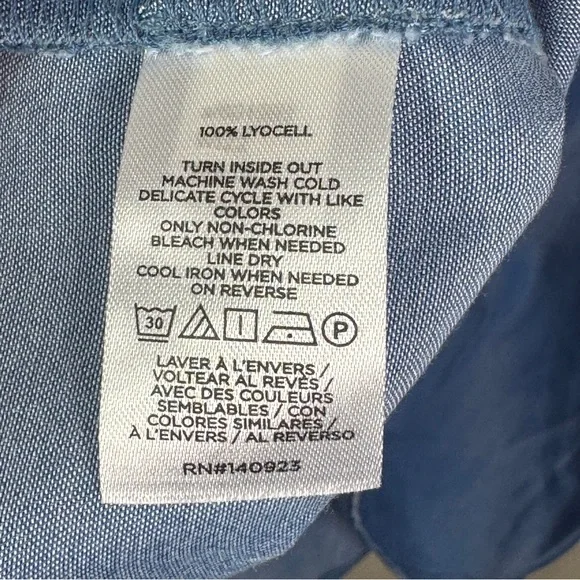 100% LYOCELL
TURN INSIDE OUT
MACHINE WASH COLD
DELICATE CYCLE WITH LIKE
COLORS
ONLY NON-CHLORINE
BLEACH WHEN NEEDED
LINE DRY
COOL IRON WHEN NEEDED
ON REVERSE
30 P
LAVER À L'ENVERS /
VOLTEAR AL REVÉS /
AVEC DES COULEURS
SEMBLABLES / CON
COLORES SIMILARES /
À L'ENVERS / AL REVERSO
RN#140923